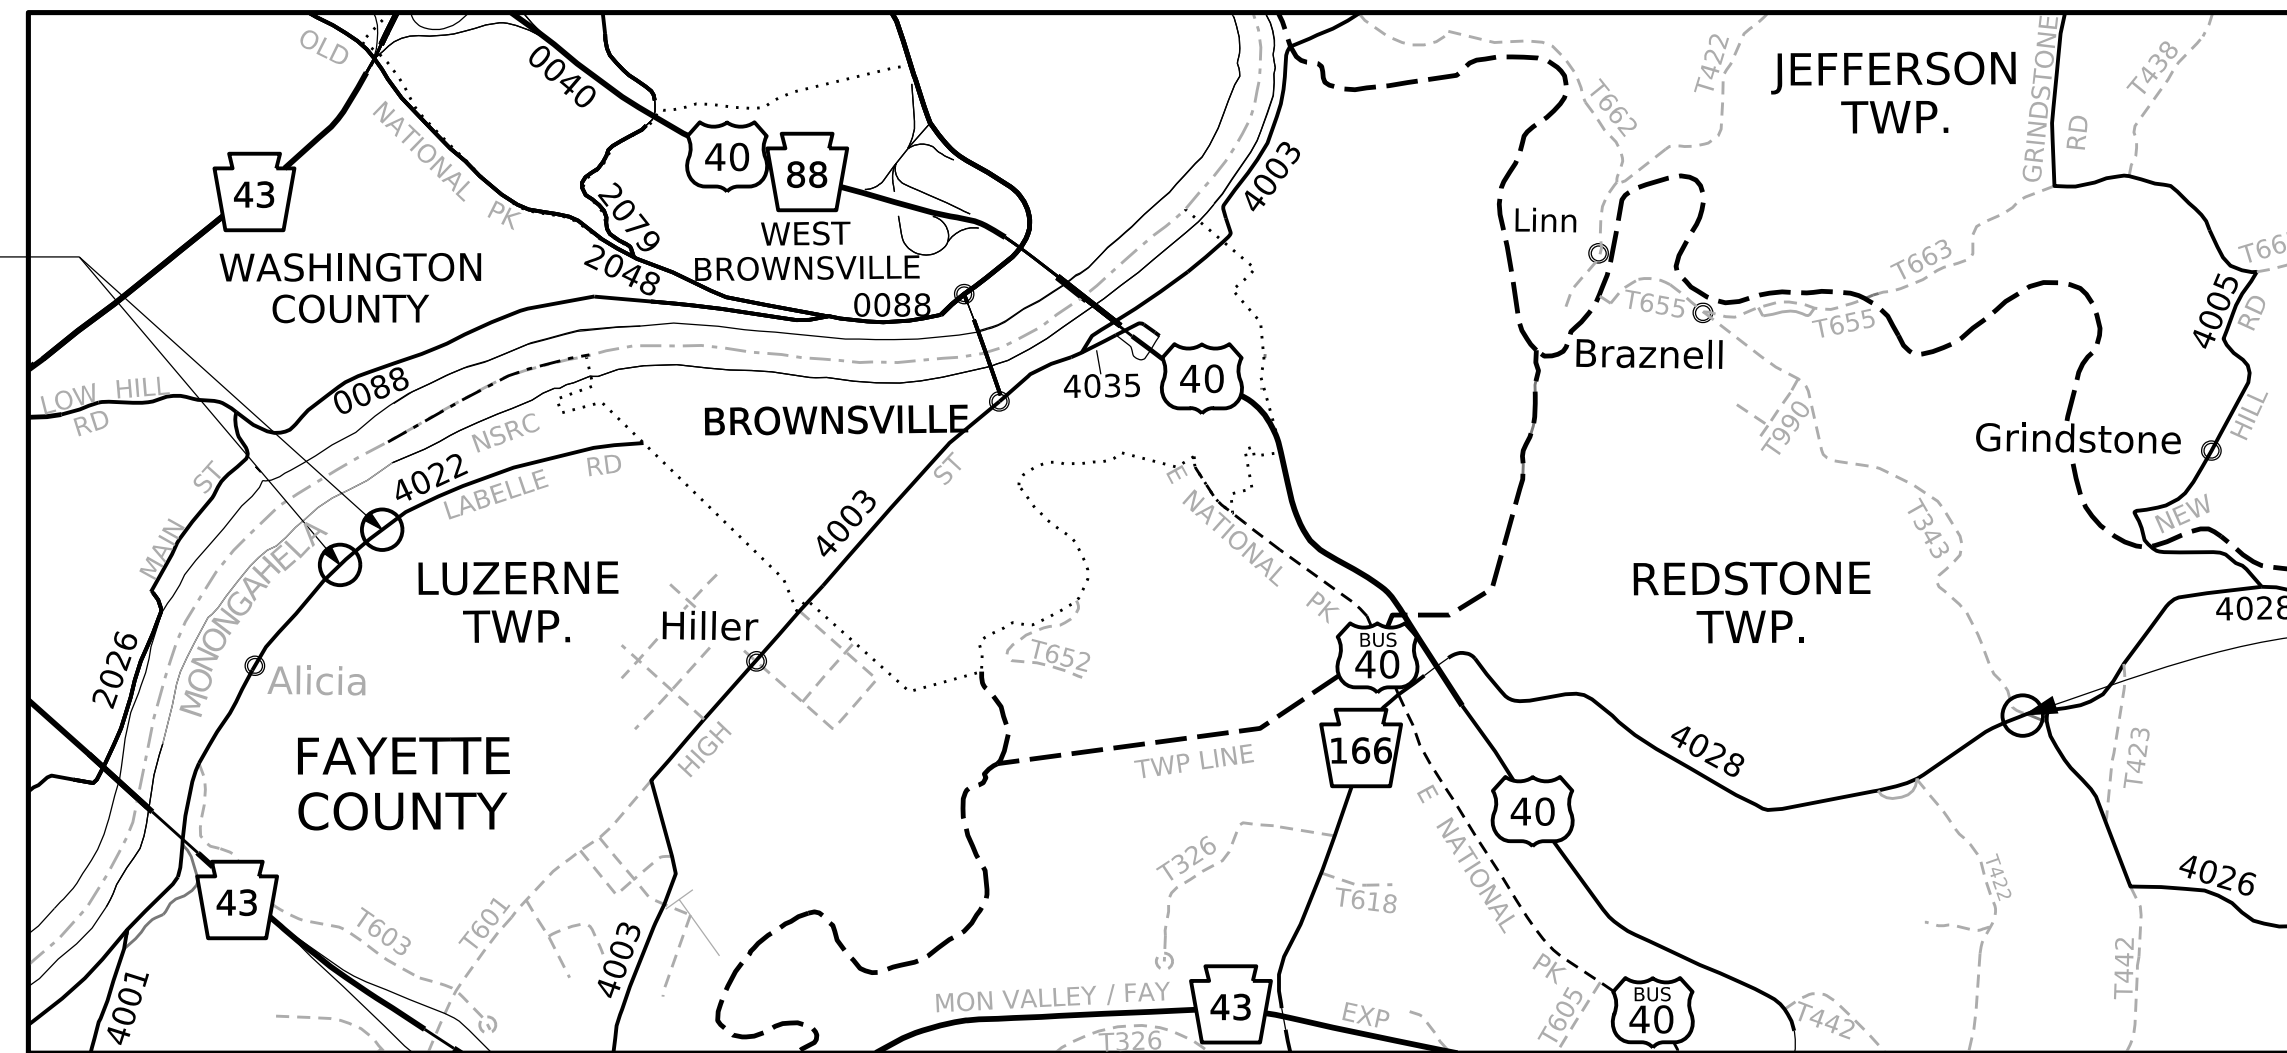 OLD
NATIONAL
PK
0040
40
88
43
2079
2048
WEST
BROWNSVILLE
0088
WASHINGTON
COUNTY
4003
JEFFERSON
TWP.
T422
T662
GRINDSTONE
RD
T438
Linn
T655
Braznell
T655
T663
4005
RD
HILL
NEW
Grindstone
LOW HILL
RD
0088
NSRC
4022
LABELLE RD
BROWNSVILLE
4035
40
ST
MAIN
2026
MONONGAHELA
LUZERNE
TWP.
Alicia
Hiller
4003
ST
HIGH
E NATIONAL
PK
T652
T990
T343
REDSTONE
TWP.
4028
BUS
40
166
TWP LINE
FAYETTE
COUNTY
4028
40
T423
T326
T618
E
NATIONAL
PK
T422
4026
T442
43
T603
T601
4003
4001
MON VALLEY / FAY
43
EXP
T326
T605
BUS
40
T442